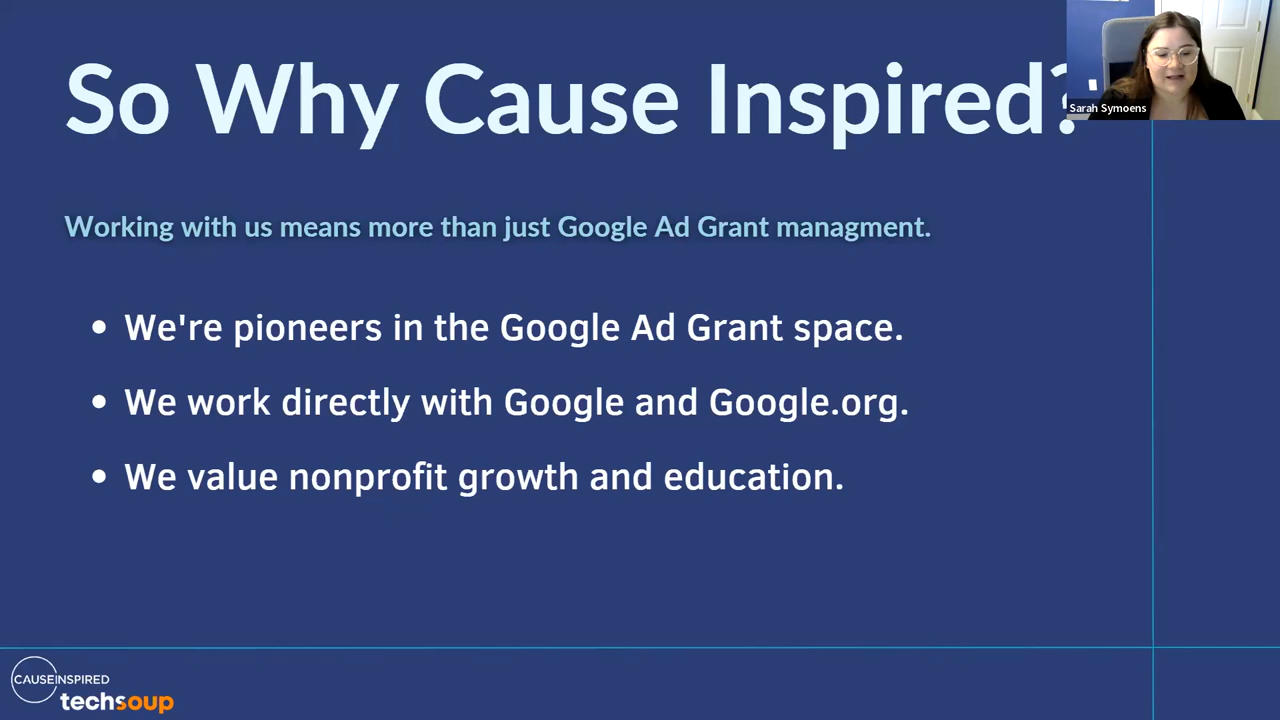 So Why Cause Inspired?
Sarah Symoens
Working with us means more than just Google Ad Grant managment.
• We're pioneers in the Google Ad Grant space.
• We work directly with Google and Google.org.
• We value nonprofit growth and education.
CAUSEINSPIRED
techsoup